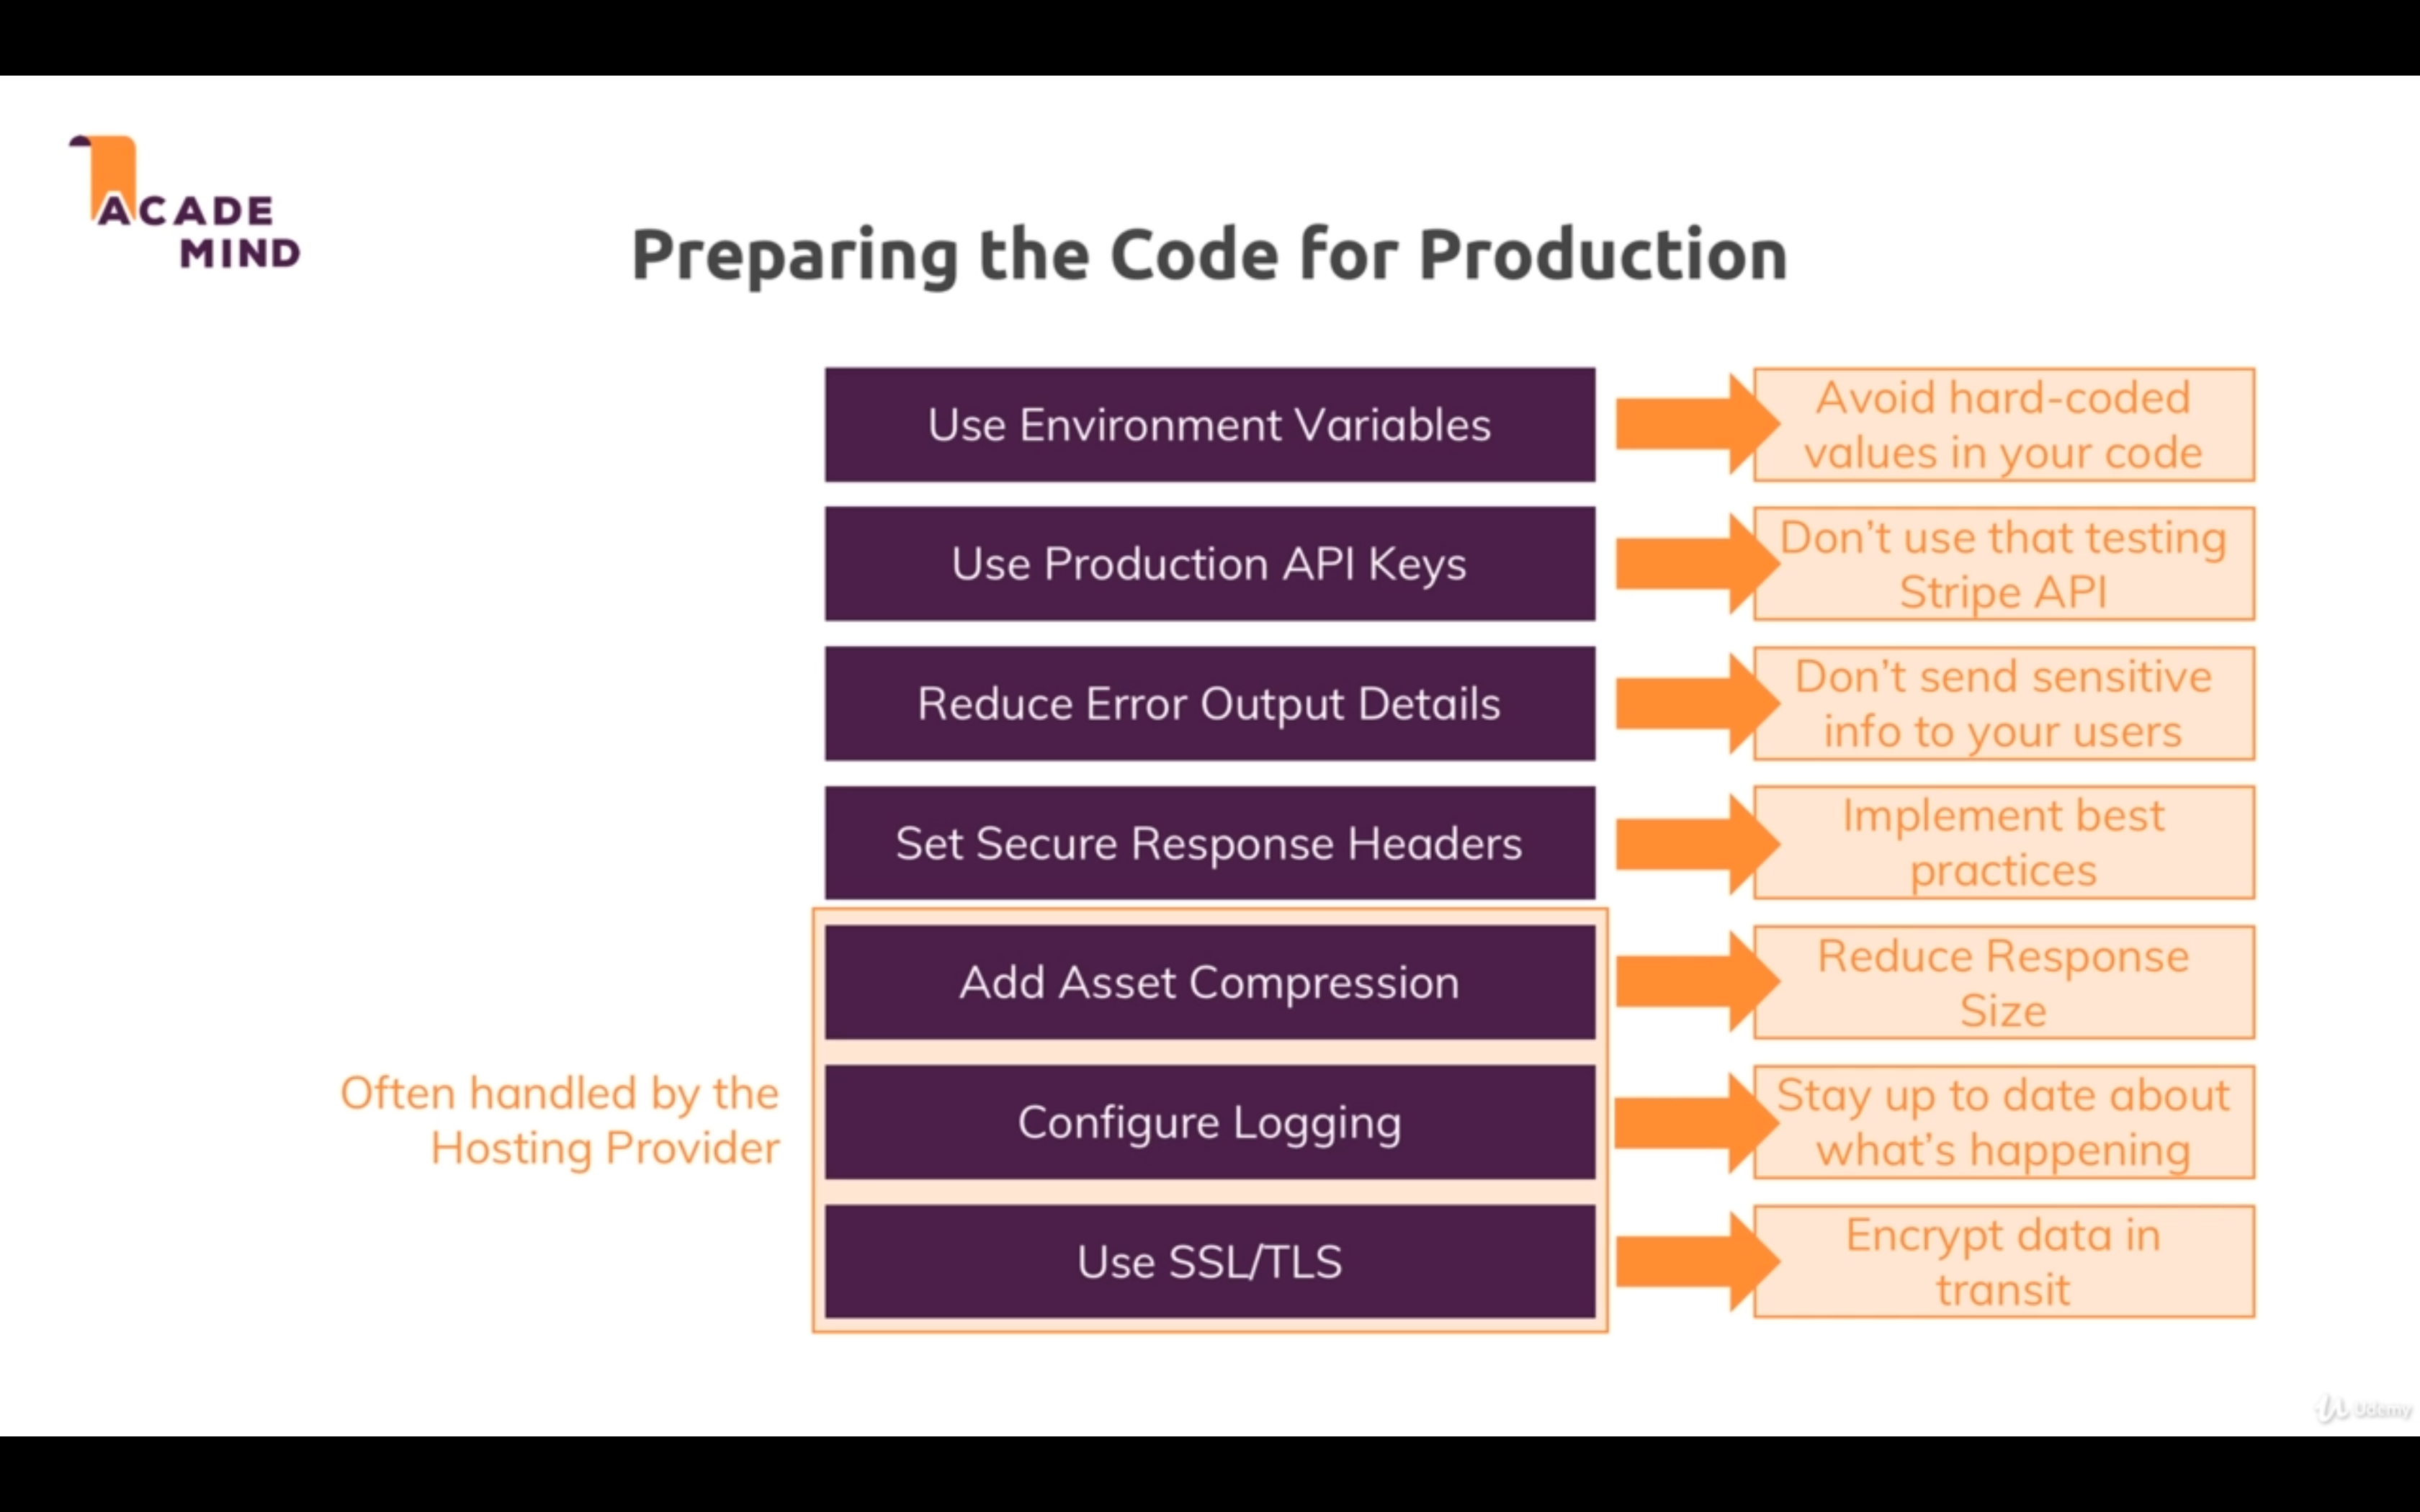 ACADE
MIND
Preparing the Code for Production
Use Environment Variables
Avoid hard-coded
values in your code
Use Production API Keys
Don't use that testing
Stripe API
Reduce Error Output Details
Don't send sensitive
info to your users
Set Secure Response Headers
Implement best
practices
Add Asset Compression
Reduce Response
Size
Often handled by the
Hosting Provider
Configure Logging
Stay up to date about
what's happening
Use SSL/TLS
Encrypt data in
transit
Udemy